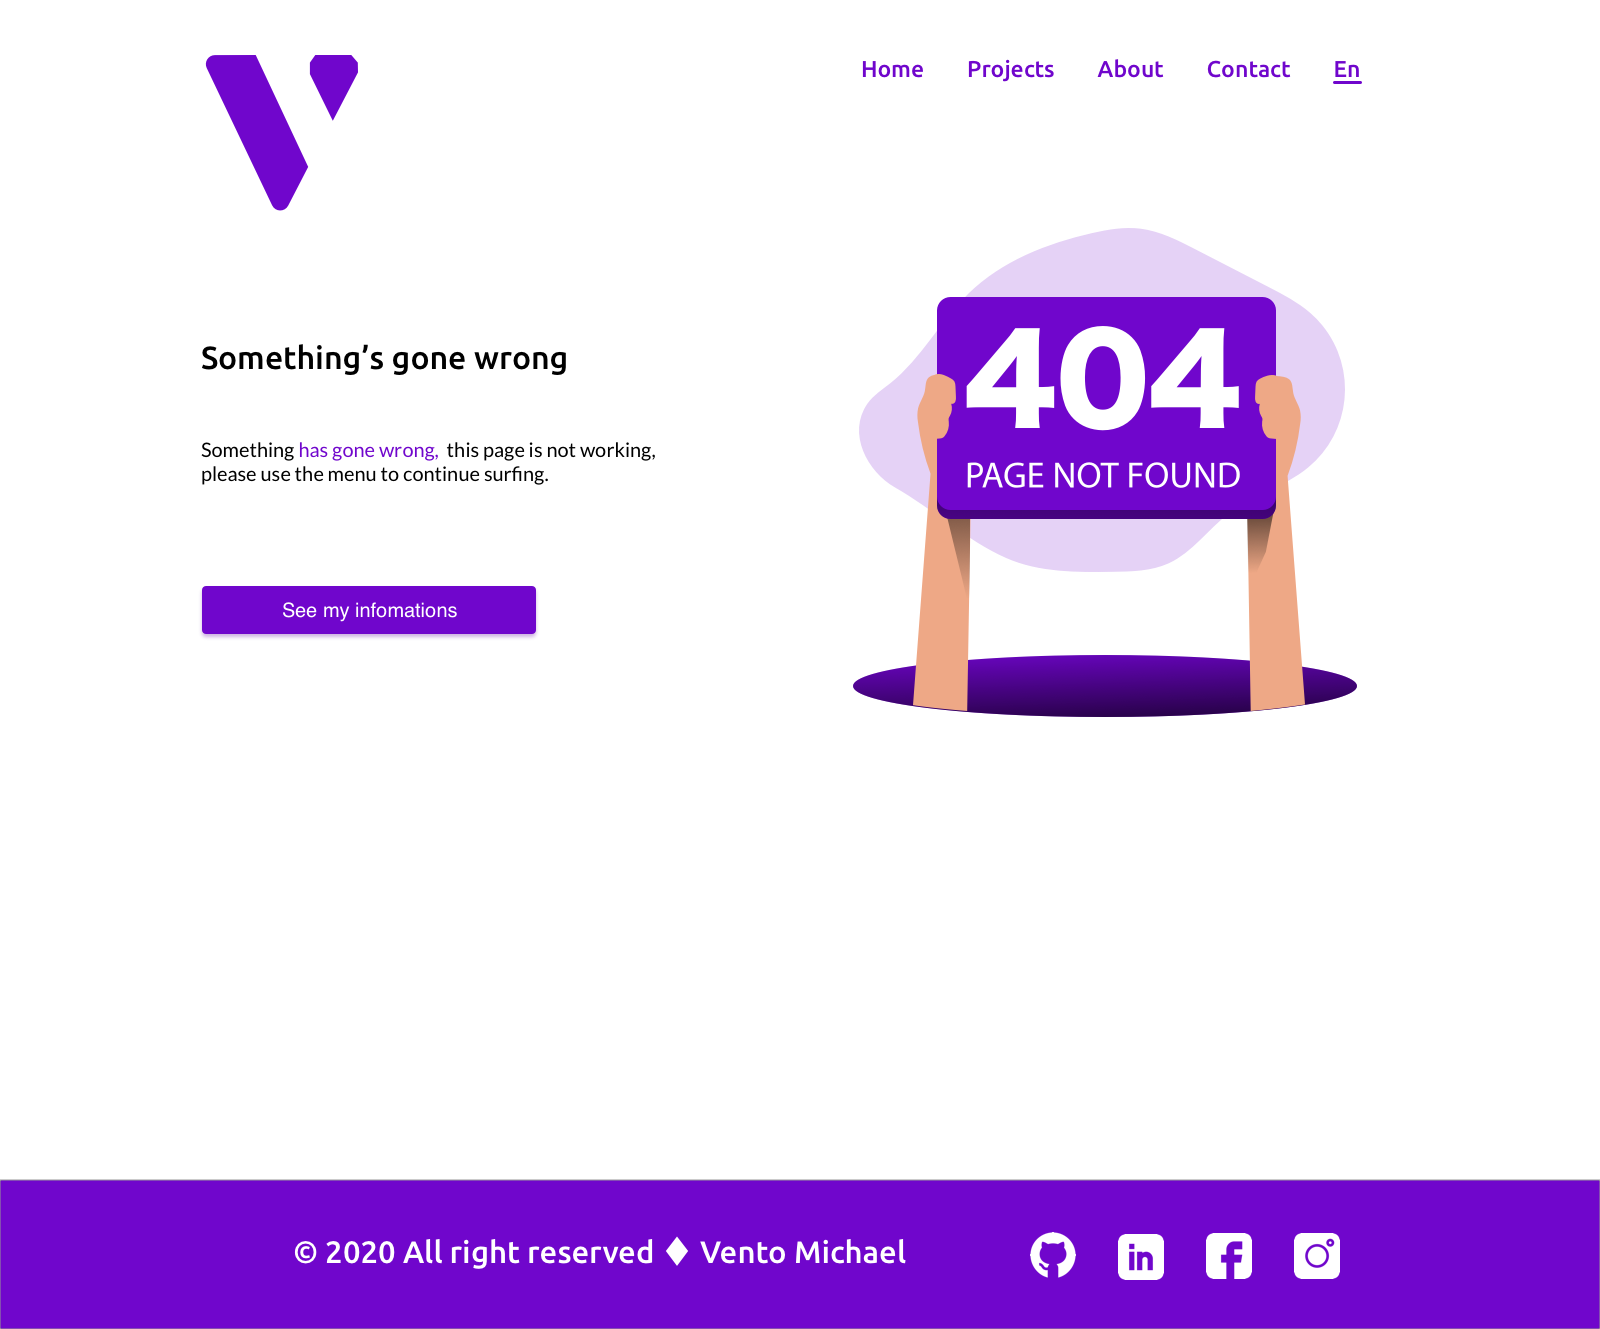 Home Projects About Contact En
Something’s gone wrong
Something has gone wrong, this page is not working,
please use the menu to continue surfing.
See my infomations
404
PAGE NOT FOUND
© 2020 All right reserved ♦ Vento Michael
in